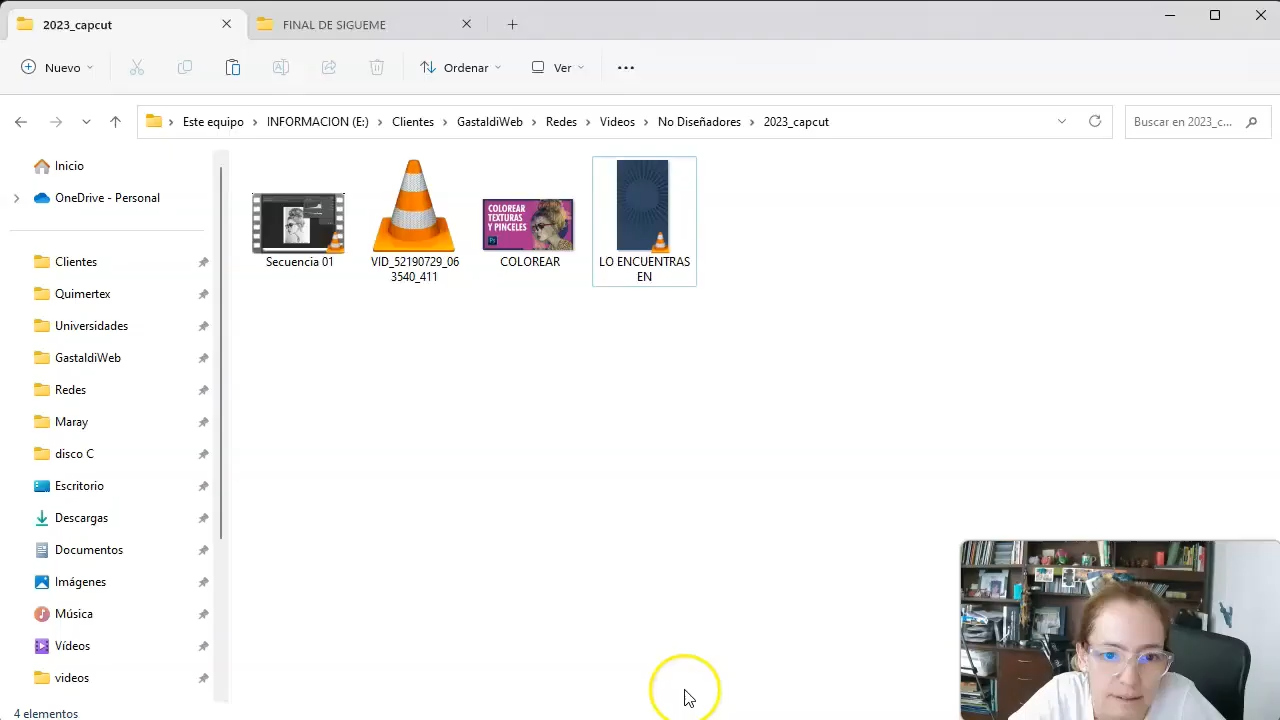 2023_capcut
FINAL DE SIGUEME
Nuevo
Ordenar
Ver
Este equipo > INFORMACION (E:) > Clientes > GastaldiWeb > Redes > Videos > No Diseñadores > 2023_capcut
Buscar en 2023_c...
Inicio
OneDrive - Personal
Clientes
Quimertex
Universidades
GastaldiWeb
Redes
Maray
disco C
Escritorio
Descargas
Documentos
Imágenes
Música
Vídeos
videos
COLOREAR
TEXTURAS
Y PINCELES
Ps
Secuencia 01
VID_52190729_06
3540_411
COLOREAR
LO ENCUENTRAS
EN
4 elementos